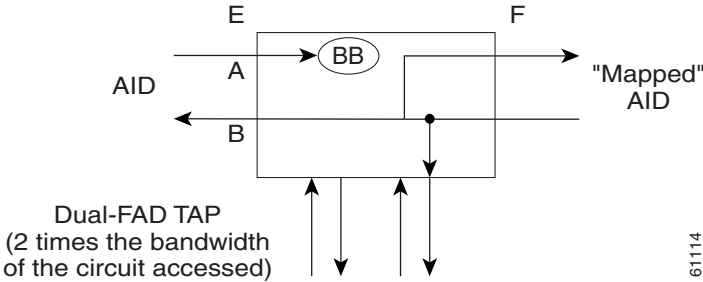 E
F
A
BB
AID
"Mapped"
AID
B
Dual-FAD TAP
(2 times the bandwidth
of the circuit accessed)
61114